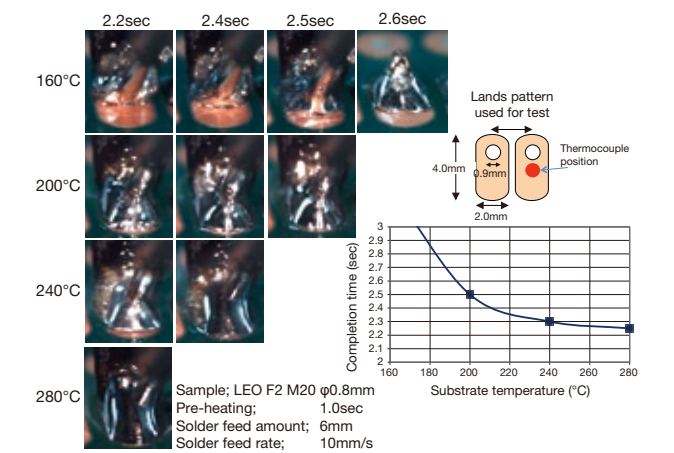 2.2sec 2.4sec 2.5sec 2.6sec
160°C
200°C
240°C
280°C
Lands pattern
used for test
Thermocouple
position
4.0mm
0.9mm
2.0mm
Completion time (sec)
3
2.9
2.8
2.7
2.6
2.5
2.4
2.3
2.2
2.1
2
160 180 200 220 240 260 280
Substrate temperature (°C)
Sample; LEO F2 M20 φ0.8mm
Pre-heating; 1.0sec
Solder feed amount; 6mm
Solder feed rate; 10mm/s